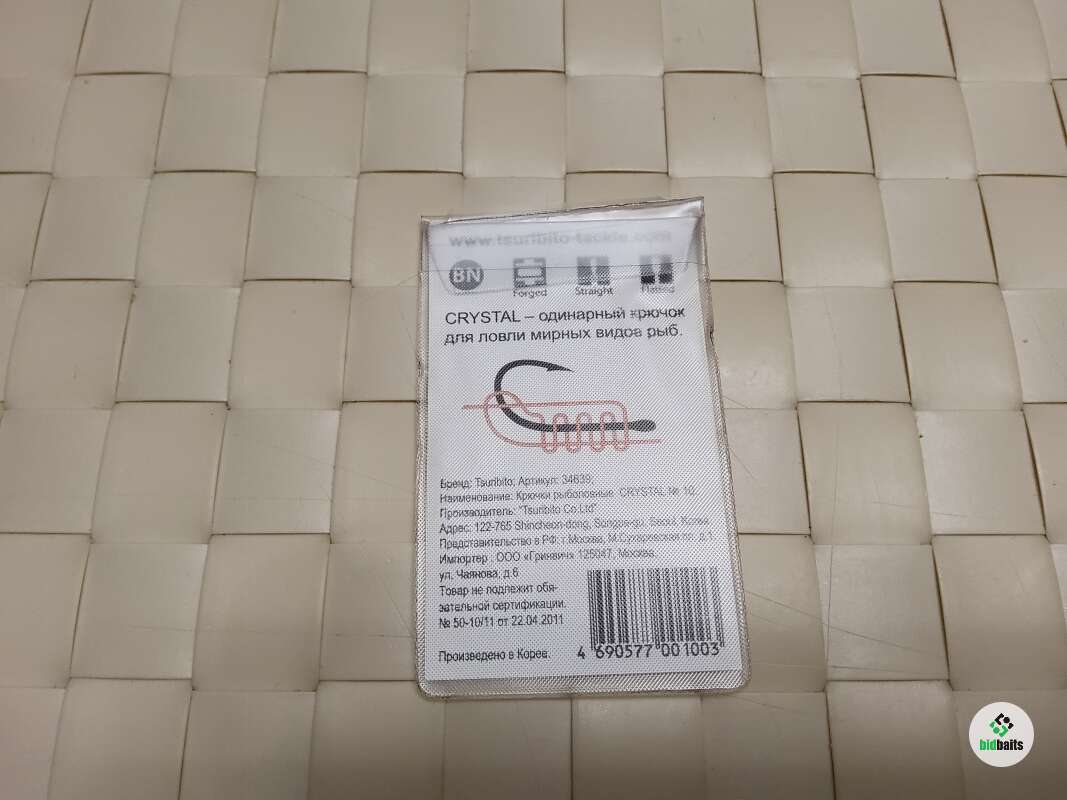 www.tsuribito-tackle.com
BN
Forged Straight Flatted
CRYSTAL – одинарный крючок
для ловли мирных видов рыб.
Бренд: Tsuribito; Артикул: 34639;
Наименование: Крючки рыболовные CRYSTAL № 10.
Производитель: "Tsuribito Co.Ltd"
Адрес: 122-765 Shincheon-dong, Songpa-gu, Seoul, Korea
Представительство в РФ: г.Москва, М.Сухаревская пл. д.1
Импортер : ООО «Гринвич» 125047, Москва,
ул. Чаянова, д.6
Товар не подлежит обя-
зательной сертификации.
№ 50-10/11 от 22.04.2011
Произведено в Корее.
4 690577 001003
bidbaits